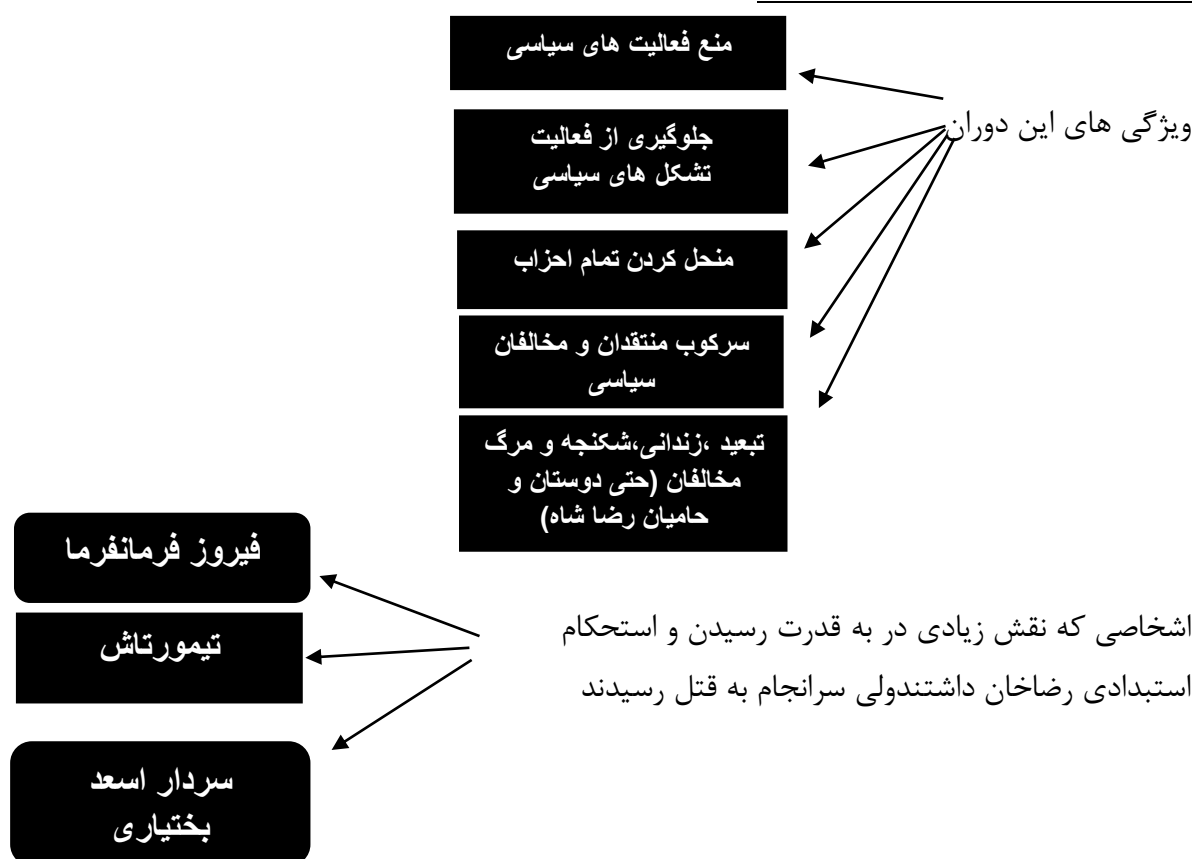 منع فعالیت های سیاسی
ویژگی های این دوران
جلوگیری از فعالیت
تشکل های سیاسی
منحل کردن تمام احزاب
سرکوب منتقدان و مخالفان
سیاسی
تبعید ،زندانی،شکنجه و مرگ
مخالفان (حتی دوستان و
حامیان رضا شاه)
اشخاصی که نقش زیادی در به قدرت رسیدن و استحکام
استبدادی رضاخان داشتندولی سرانجام به قتل رسیدند
فیروز فرمانفرما
تیمورتاش
سردار اسعد
بختیاری